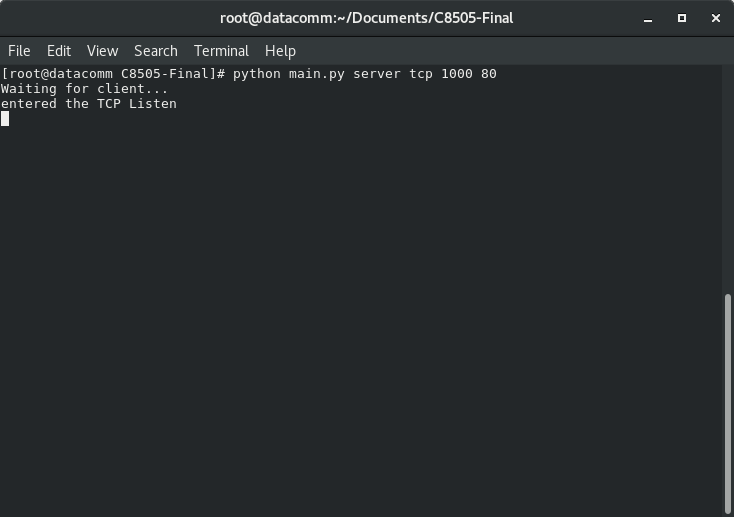 root@datacomm:~/Documents/C8505-Final
File Edit View Search Terminal Help
[root@datacomm C8505-Final]# python main.py server tcp 1000 80
Waiting for client...
entered the TCP Listen